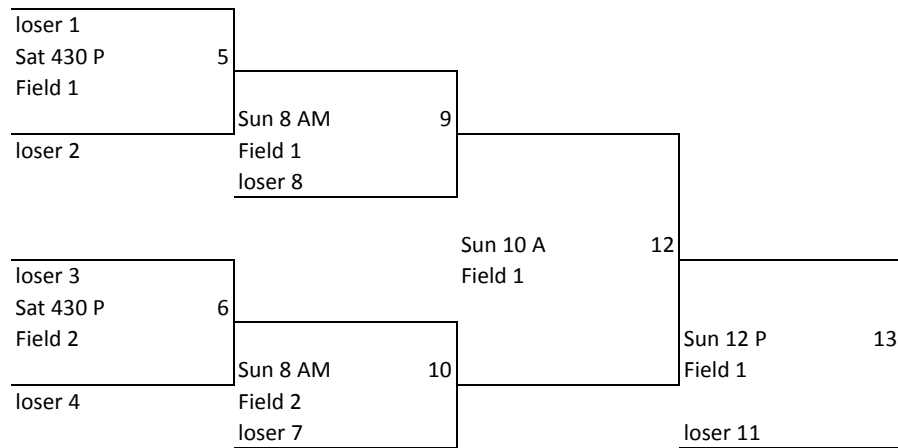 loser 1
Sat 430 P 5
Field 1
Sun 8 AM 9
loser 2 Field 1
loser 8
Sun 10 A 12
loser 3 Field 1
Sat 430 P 6
Field 2 Sun 12 P 13
Sun 8 AM 10 Field 1
loser 4 Field 2
loser 7 loser 11